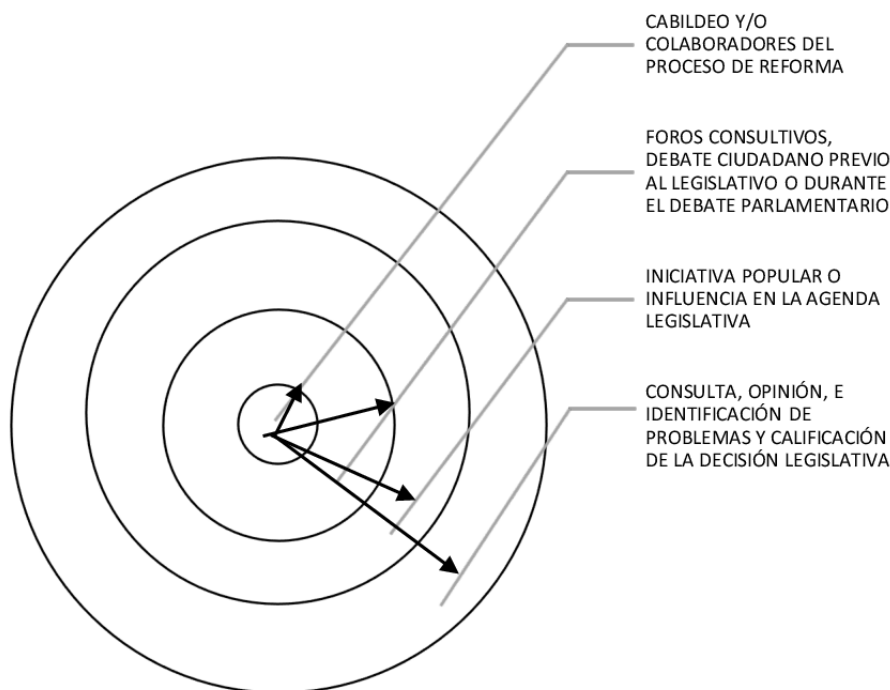 CABILDEO Y/O
COLABORADORES DEL
PROCESO DE REFORMA
FOROS CONSULTIVOS,
DEBATE CIUDADANO PREVIO
AL LEGISLATIVO O DURANTE
EL DEBATE PARLAMENTARIO
INICIATIVA POPULAR O
INFLUENCIA EN LA AGENDA
LEGISLATIVA
CONSULTA, OPINIÓN, E
IDENTIFICACIÓN DE
PROBLEMAS Y CALIFICACIÓN
DE LA DECISIÓN LEGISLATIVA